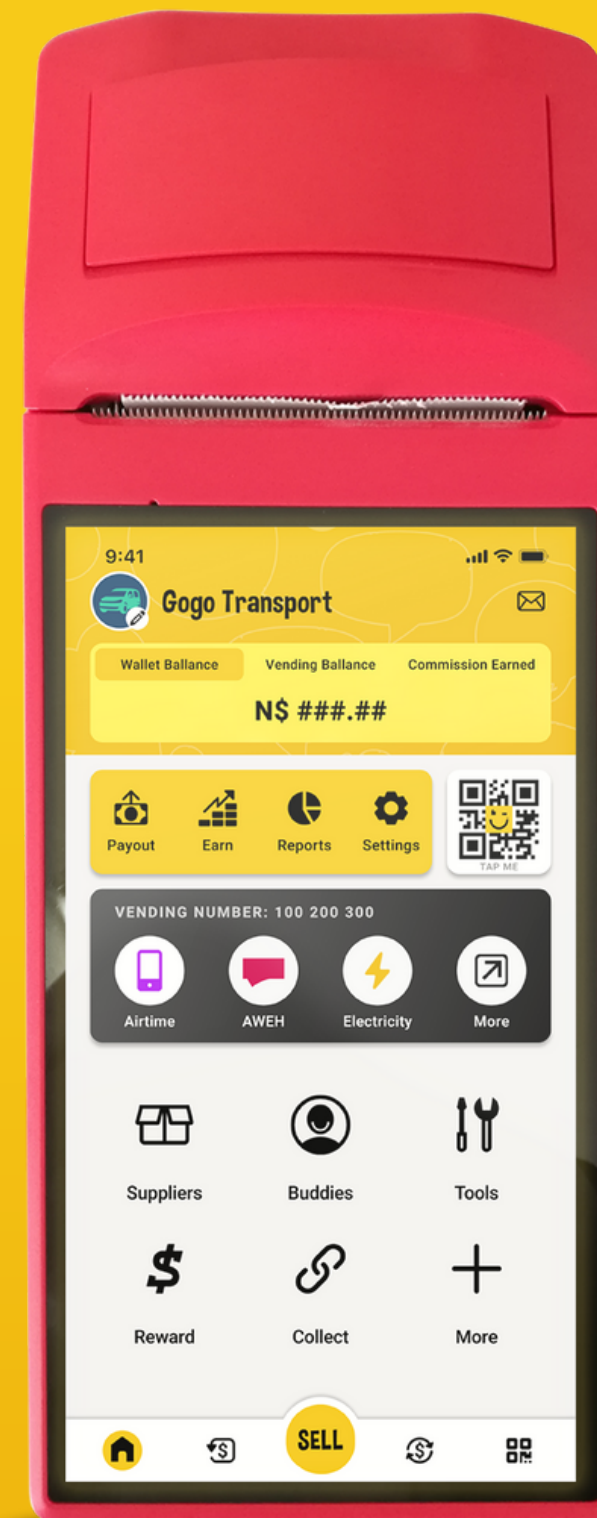 9:41
Gogo Transport
Wallet Ballance Vending Ballance Commission Earned
N$ ###.##
Payout Earn Reports Settings
TAP ME
VENDING NUMBER: 100 200 300
Airtime AWEH Electricity More
Suppliers Buddies Tools
$
Reward Collect More
$ SELL $